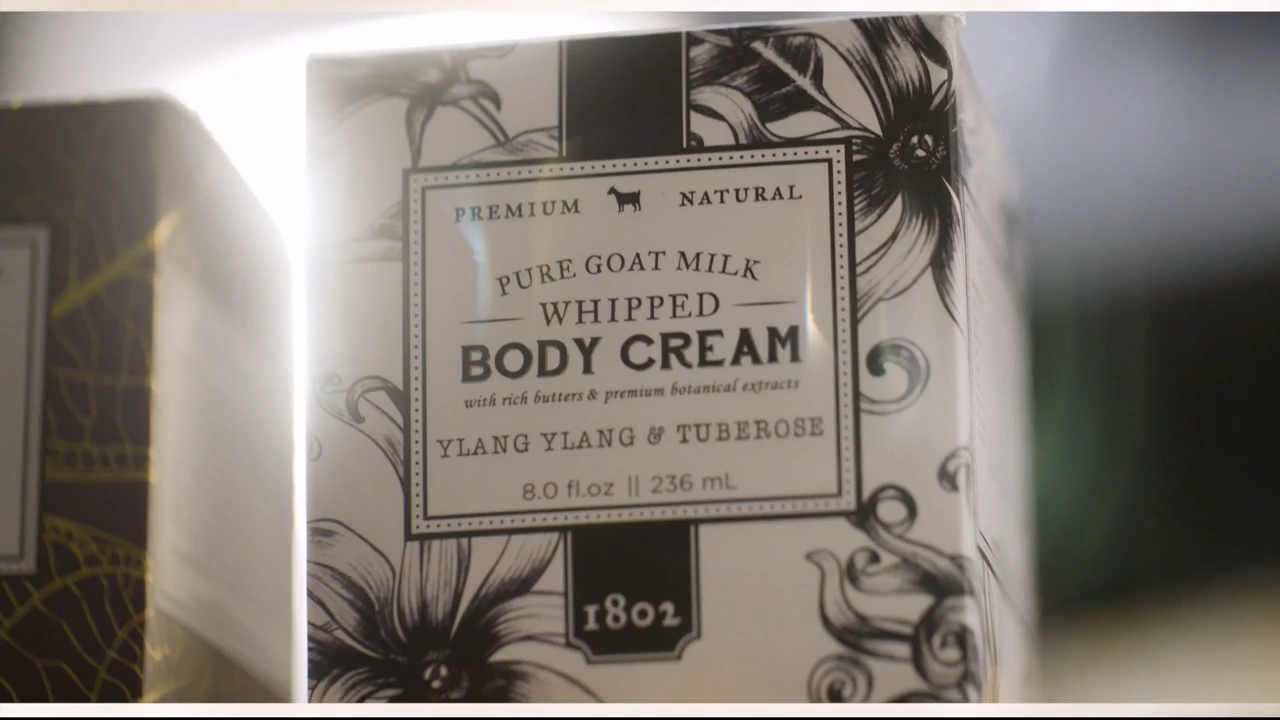 PREMIUM NATURAL
PURE GOAT MILK
WHIPPED
BODY CREAM
with rich butters & premium botanical extracts
YLANG YLANG & TUBEROSE
8.0 fl.oz || 236 mL
1802